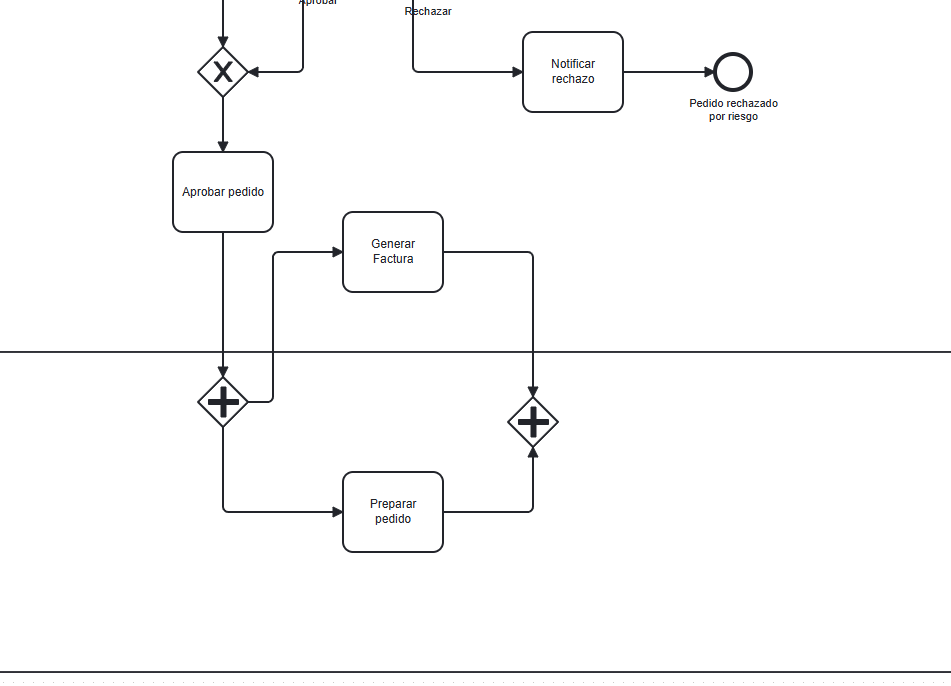 Aprobar
Rechazar
Notificar
rechazo
Pedido rechazado
por riesgo
Aprobar pedido
Generar
Factura
Preparar
pedido